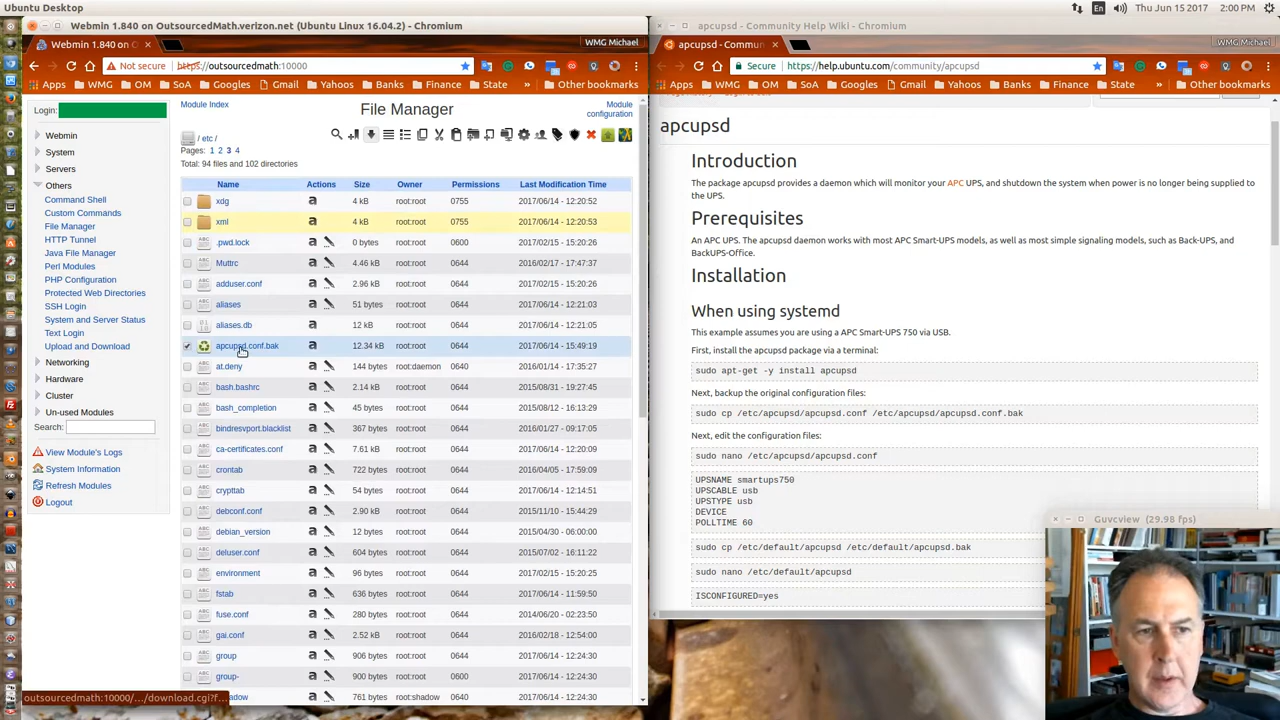 Ubuntu Desktop
En
Thu Jun 15 2017
2:00 PM
Webmin 1.840 on OutsourcedMath.verizon.net (Ubuntu Linux 16.04.2) - Chromium
Webmin 1.840 on O
WMG Michael
Not secure
https://outsourcedmath:10000
Apps WMG OM SoA Googles Gmail Yahoos Banks Finance State » Other bookmarks
Login:
Webmin
System
Servers
Others
Command Shell
Custom Commands
File Manager
HTTP Tunnel
Java File Manager
Perl Modules
PHP Configuration
Protected Web Directories
SSH Login
System and Server Status
Text Login
Upload and Download
Networking
Hardware
Cluster
Un-used Modules
Search:
View Module's Logs
System Information
Refresh Modules
Logout
Module Index
File Manager
Module configuration
/ etc /
Pages: 1 2 3 4
Total: 94 files and 102 directories
Name Actions Size Owner Permissions Last Modification Time
xdg a 4 kB root:root 0755 2017/06/14 - 12:20:52
xml a 4 kB root:root 0755 2017/06/14 - 12:20:53
.pwd.lock a 0 bytes root:root 0600 2017/02/15 - 15:20:26
Muttrc a 4.46 kB root:root 0644 2016/02/17 - 17:47:37
adduser.conf a 2.96 kB root:root 0644 2017/02/15 - 15:20:26
aliases a 51 bytes root:root 0644 2017/06/14 - 12:21:03
aliases.db a 12 kB root:root 0644 2017/06/14 - 12:21:05
apcupsd.conf.bak a 12.34 kB root:root 0644 2017/06/14 - 15:49:19
at.deny a 144 bytes root:daemon 0640 2016/01/14 - 17:35:27
bash.bashrc a 2.14 kB root:root 0644 2015/08/31 - 19:27:45
bash_completion a 45 bytes root:root 0644 2015/08/12 - 16:13:29
bindresvport.blacklist a 367 bytes root:root 0644 2016/01/27 - 09:17:05
ca-certificates.conf a 7.61 kB root:root 0644 2017/06/14 - 12:20:09
crontab a 722 bytes root:root 0644 2016/04/05 - 17:59:09
crypttab a 54 bytes root:root 0644 2017/06/14 - 12:14:51
debconf.conf a 2.90 kB root:root 0644 2015/11/10 - 15:44:29
debian_version a 12 bytes root:root 0644 2015/04/30 - 06:00:00
deluser.conf a 604 bytes root:root 0644 2015/07/02 - 16:11:22
environment a 96 bytes root:root 0644 2017/02/15 - 15:20:25
fstab a 636 bytes root:root 0644 2017/06/14 - 11:59:50
fuse.conf a 280 bytes root:root 0644 2014/06/20 - 02:23:50
gai.conf a 2.52 kB root:root 0644 2016/02/18 - 12:54:00
group a 906 bytes root:root 0644 2017/06/14 - 12:24:30
group- a 900 bytes root:root 0644 2017/06/14 - 12:24:30
adow a 761 bytes root:shadow 0640 2017/06/14 - 12:24:30
outsourcedmath:10000/.../download.cgi?f...
apcupsd - Community Help Wiki - Chromium
apcupsd - Commun
WMG Michael
Secure
https://help.ubuntu.com/community/apcupsd
Apps WMG OM SoA Googles Gmail Yahoos Banks Finance State » Other bookmarks
apcupsd
Introduction
The package apcupsd provides a daemon which will monitor your APC UPS, and shutdown the system when power is no longer being supplied to
the UPS.
Prerequisites
An APC UPS. The apcupsd daemon works with most APC Smart-UPS models, as well as most simple signaling models, such as Back-UPS, and
BackUPS-Office.
Installation
When using systemd
This example assumes you are using a APC Smart-UPS 750 via USB.
First, install the apcupsd package via a terminal:
sudo apt-get -y install apcupsd
Next, backup the original configuration files:
sudo cp /etc/apcupsd/apcupsd.conf /etc/apcupsd/apcupsd.conf.bak
Next, edit the configuration files:
sudo nano /etc/apcupsd/apcupsd.conf
UPSNAME smartups750
UPSCABLE usb
UPSTYPE usb
DEVICE
POLLTIME 60
sudo cp /etc/default/apcupsd /etc/default/apcupsd.bak
sudo nano /etc/default/apcupsd
ISCONFIGURED=yes
Guvcview (29.98 fps)